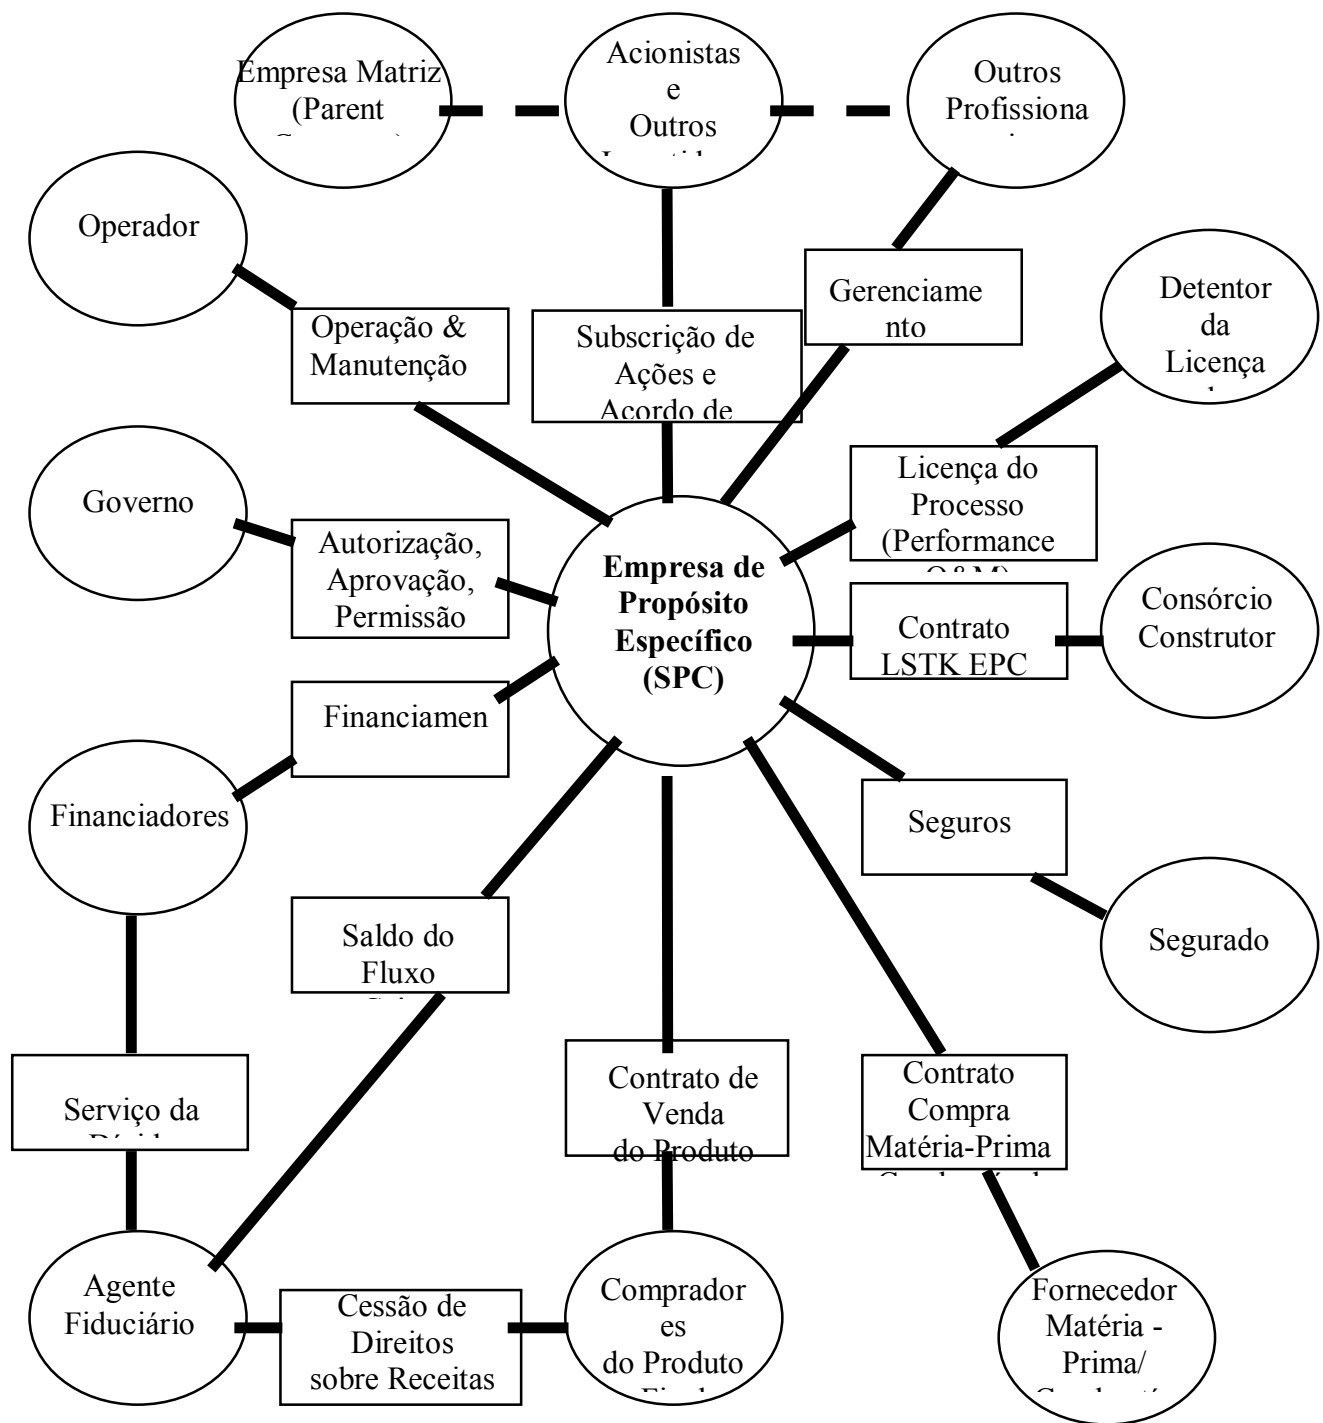 Empresa Matriz
(Parent
Acionistas
e
Outros
Outros
Profissiona
Operador
Operação &
Manutenção
Subscrição de
Ações e
Acordo de
Gerenciame
nto
Detentor
da
Licença
Governo
Autorização,
Aprovação,
Permissão
Licença do
Processo
(Performance
O&M)
Empresa de
Propósito
Específico
(SPC)
Contrato
LSTK EPC
Consórcio
Construtor
Financiamen
Financiadores
Seguros
Segurado
Saldo do
Fluxo
Serviço da
Contrato de
Venda
do Produto
Contrato
Compra
Matéria-Prima
Agente
Fiduciário
Cessão de
Direitos
sobre Receitas
Comprador
es
do Produto
Fornecedor
Matéria -
Prima/